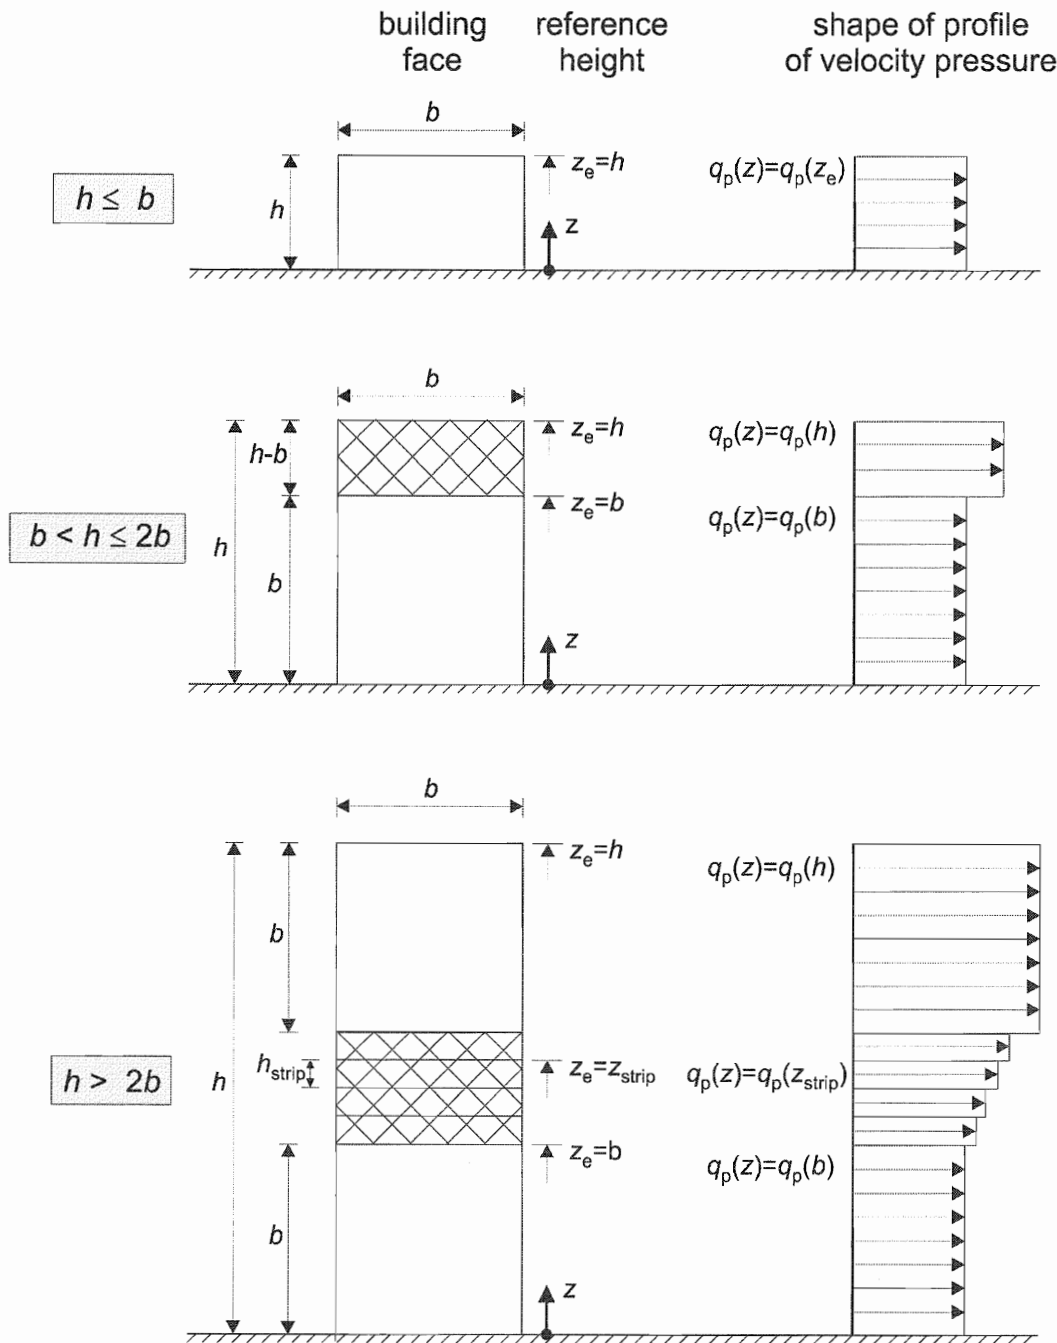 building face
reference height
shape of profile of velocity pressure
b
h ≤ b
h
z_e=h
z
q_p(z)=q_p(z_e)
b
b < h ≤ 2b
h
h-b
b
z_e=h
z_e=b
z
q_p(z)=q_p(h)
q_p(z)=q_p(b)
b
h > 2b
h
b
h_strip
b
z_e=h
z_e=z_strip
z_e=b
z
q_p(z)=q_p(h)
q_p(z)=q_p(z_strip)
q_p(z)=q_p(b)